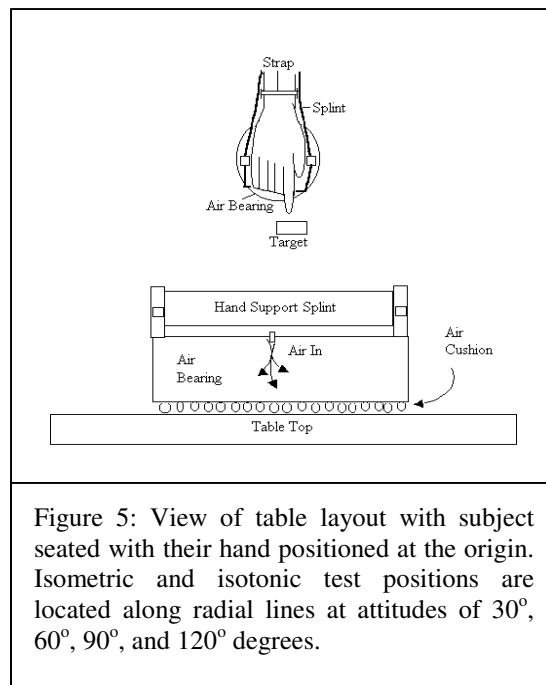 Strap
Splint
Air Bearing
Target
Hand Support Splint
Air In
Air
Bearing
Air
Cushion
Table Top
Figure 5: View of table layout with subject
seated with their hand positioned at the origin.
Isometric and isotonic test positions are
located along radial lines at attitudes of 30°,
60°, 90°, and 120° degrees.